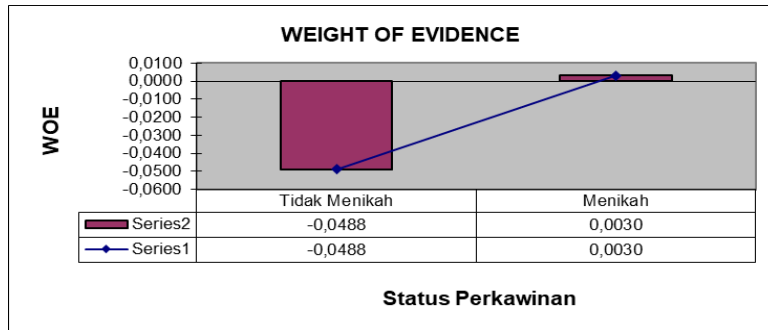 WEIGHT OF EVIDENCE
0,0100
0,0000
-0,0100
-0,0200
-0,0300
-0,0400
-0,0500
-0,0600
WOE
Tidak Menikah Menikah
Series2 -0,0488 0,0030
Series1 -0,0488 0,0030
Status Perkawinan